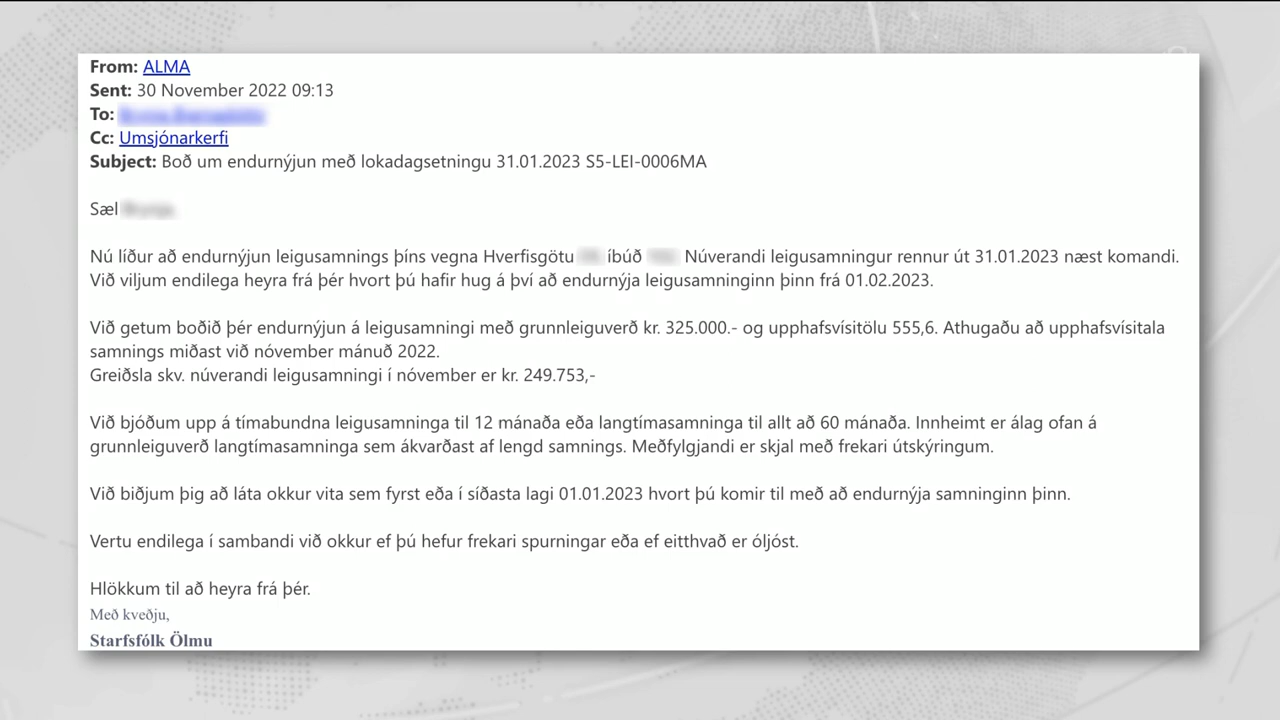 From: ALMA
Sent: 30 November 2022 09:13
To:
Cc: Umsjónarkerfi
Subject: Boð um endurnýjun með lokadagsetningu 31.01.2023 S5-LEI-0006MA
Sæl
Nú líður að endurnýjun leigusamnings þíns vegna Hverfisgötu íbúð Núverandi leigusamningur rennur út 31.01.2023 næst komandi.
Við viljum endilega heyra frá þér hvort þú hafir hug á því að endurnýja leigusamninginn þinn frá 01.02.2023.
Við getum boðið þér endurnýjun á leigusamningi með grunnleiguverð kr. 325.000.- og upphafsvísitölu 555,6. Athugaðu að upphafsvísitala
samnings miðast við nóvember mánuð 2022.
Greiðsla skv. núverandi leigusamningi í nóvember er kr. 249.753,-
Við bjóðum upp á tímabundna leigusamninga til 12 mánaða eða langtímasamninga til allt að 60 mánaða. Innheimt er álag ofan á
grunnleiguverð langtímasamninga sem ákvarðast af lengd samnings. Meðfylgjandi er skjal með frekari útskýringum.
Við biðjum þig að láta okkur vita sem fyrst eða í síðasta lagi 01.01.2023 hvort þú komir til með að endurnýja samninginn þinn.
Vertu endilega í sambandi við okkur ef þú hefur frekari spurningar eða ef eitthvað er óljóst.
Hlökkum til að heyra frá þér.
Með kveðju,
Starfsfólk Ölmu